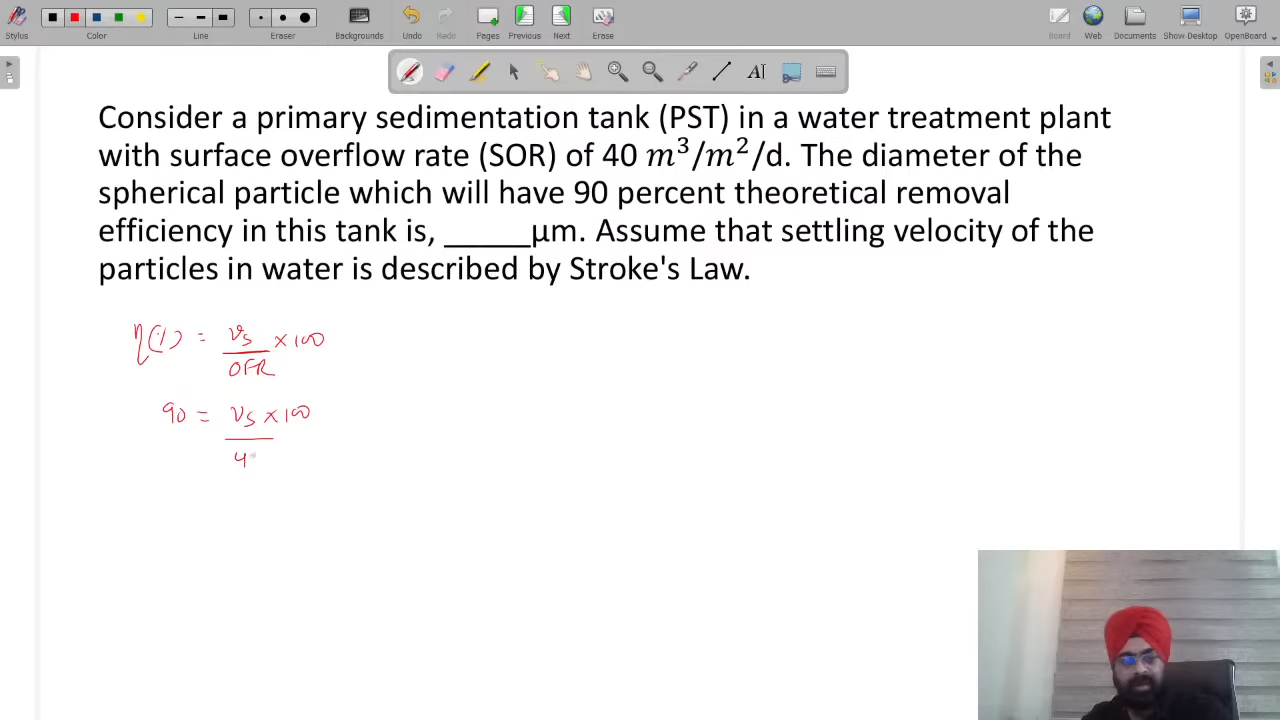 Stylus Color Line Eraser Backgrounds Undo Redo Pages Previous Next Erase Board Web Documents Show Desktop OpenBoard
Consider a primary sedimentation tank (PST) in a water treatment plant
with surface overflow rate (SOR) of 40 m³/m²/d. The diameter of the
spherical particle which will have 90 percent theoretical removal
efficiency in this tank is, _____μm. Assume that settling velocity of the
particles in water is described by Stroke's Law.
η(%) = Vs/OFR × 100
90 = Vs × 100
4